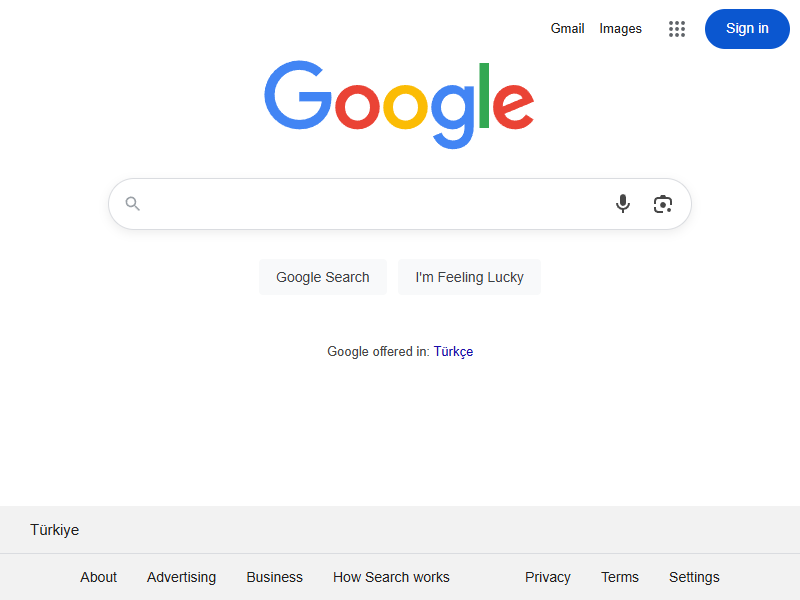 Gmail Images Sign in
Google
Google Search I'm Feeling Lucky
Google offered in: Türkçe
Türkiye
About Advertising Business How Search works Privacy Terms Settings